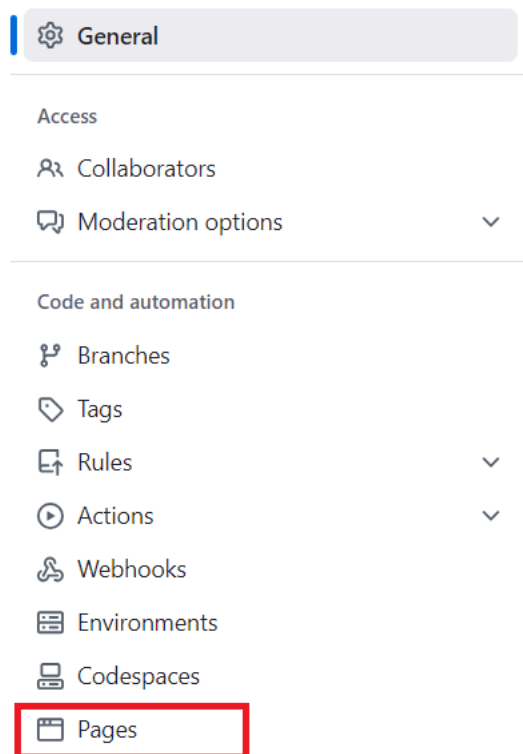 General
Access
Collaborators
Moderation options
Code and automation
Branches
Tags
Rules
Actions
Webhooks
Environments
Codespaces
Pages